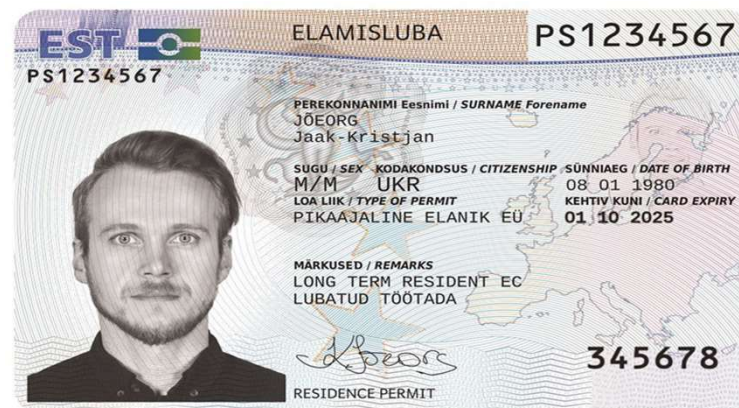 EST
ELAMISLUBA
PS1234567
PS1234567
PEREKONNANIMI Eesnimi / SURNAME Forename
JÕEORG
Jaak-Kristjan
SUGU / SEX KODAKONDSUS / CITIZENSHIP SÜNNIAEG / DATE OF BIRTH
M/M UKR 08 01 1980
LOA LIIK / TYPE OF PERMIT KEHTIV KUNI / CARD EXPIRY
PIKAAJALINE ELANIK EÜ 01 10 2025
MÄRKUSED / REMARKS
LONG TERM RESIDENT EC
LUBATUD TÖÖTADA
345678
RESIDENCE PERMIT